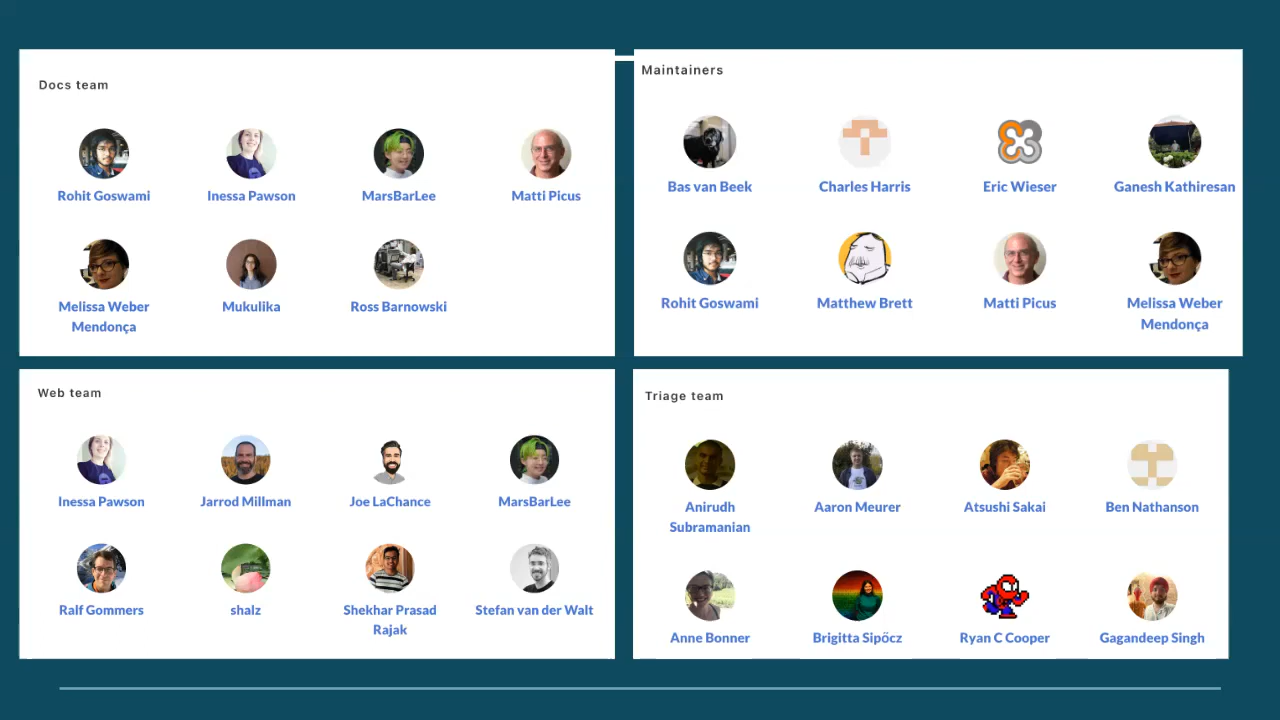 Docs team
Rohit Goswami
Inessa Pawson
MarsBarLee
Matti Picus
Melissa Weber
Mendonça
Mukulika
Ross Barnowski
Maintainers
Bas van Beek
Charles Harris
Eric Wieser
Ganesh Kathiresan
Rohit Goswami
Matthew Brett
Matti Picus
Melissa Weber
Mendonça
Web team
Inessa Pawson
Jarrod Millman
Joe LaChance
MarsBarLee
Ralf Gommers
shalz
Shekhar Prasad
Rajak
Stefan van der Walt
Triage team
Anirudh
Subramanian
Aaron Meurer
Atsushi Sakai
Ben Nathanson
Anne Bonner
Brigitta Sipőcz
Ryan C Cooper
Gagandeep Singh